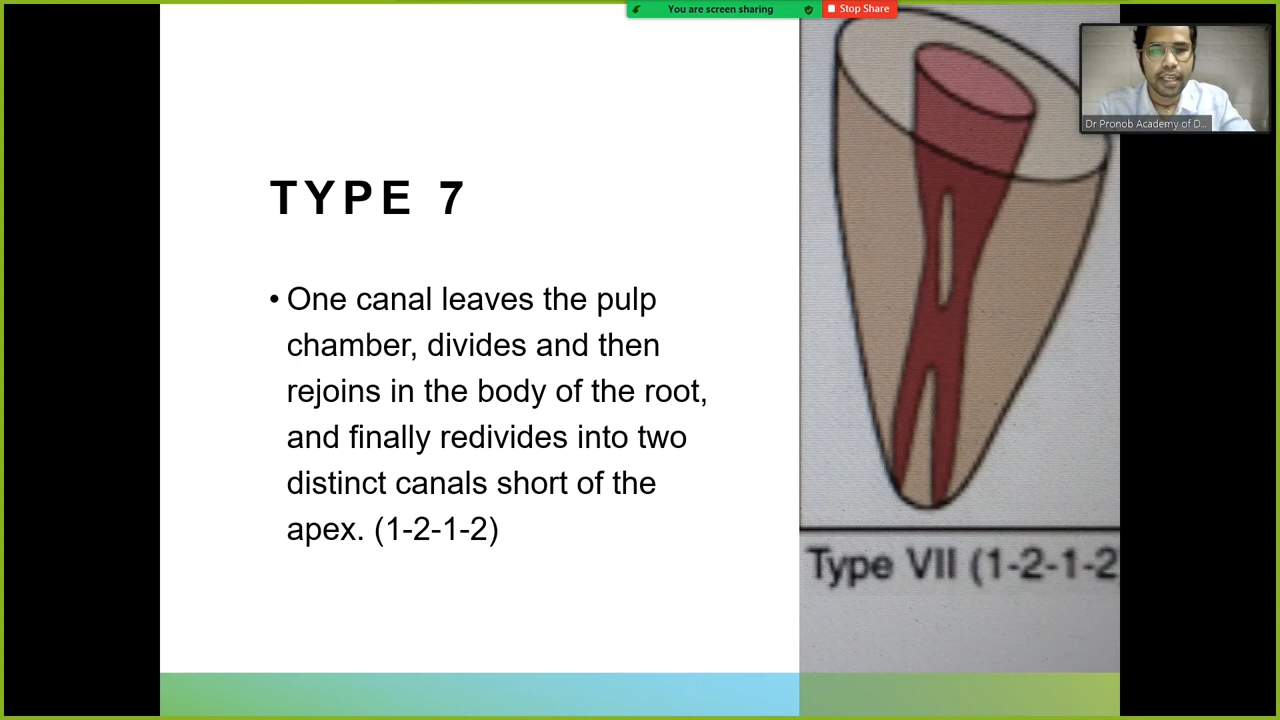 You are screen sharing
Stop Share
Dr Pronob Academy of D...
TYPE 7
• One canal leaves the pulp
chamber, divides and then
rejoins in the body of the root,
and finally redivides into two
distinct canals short of the
apex. (1-2-1-2)
Type VII (1-2-1-2